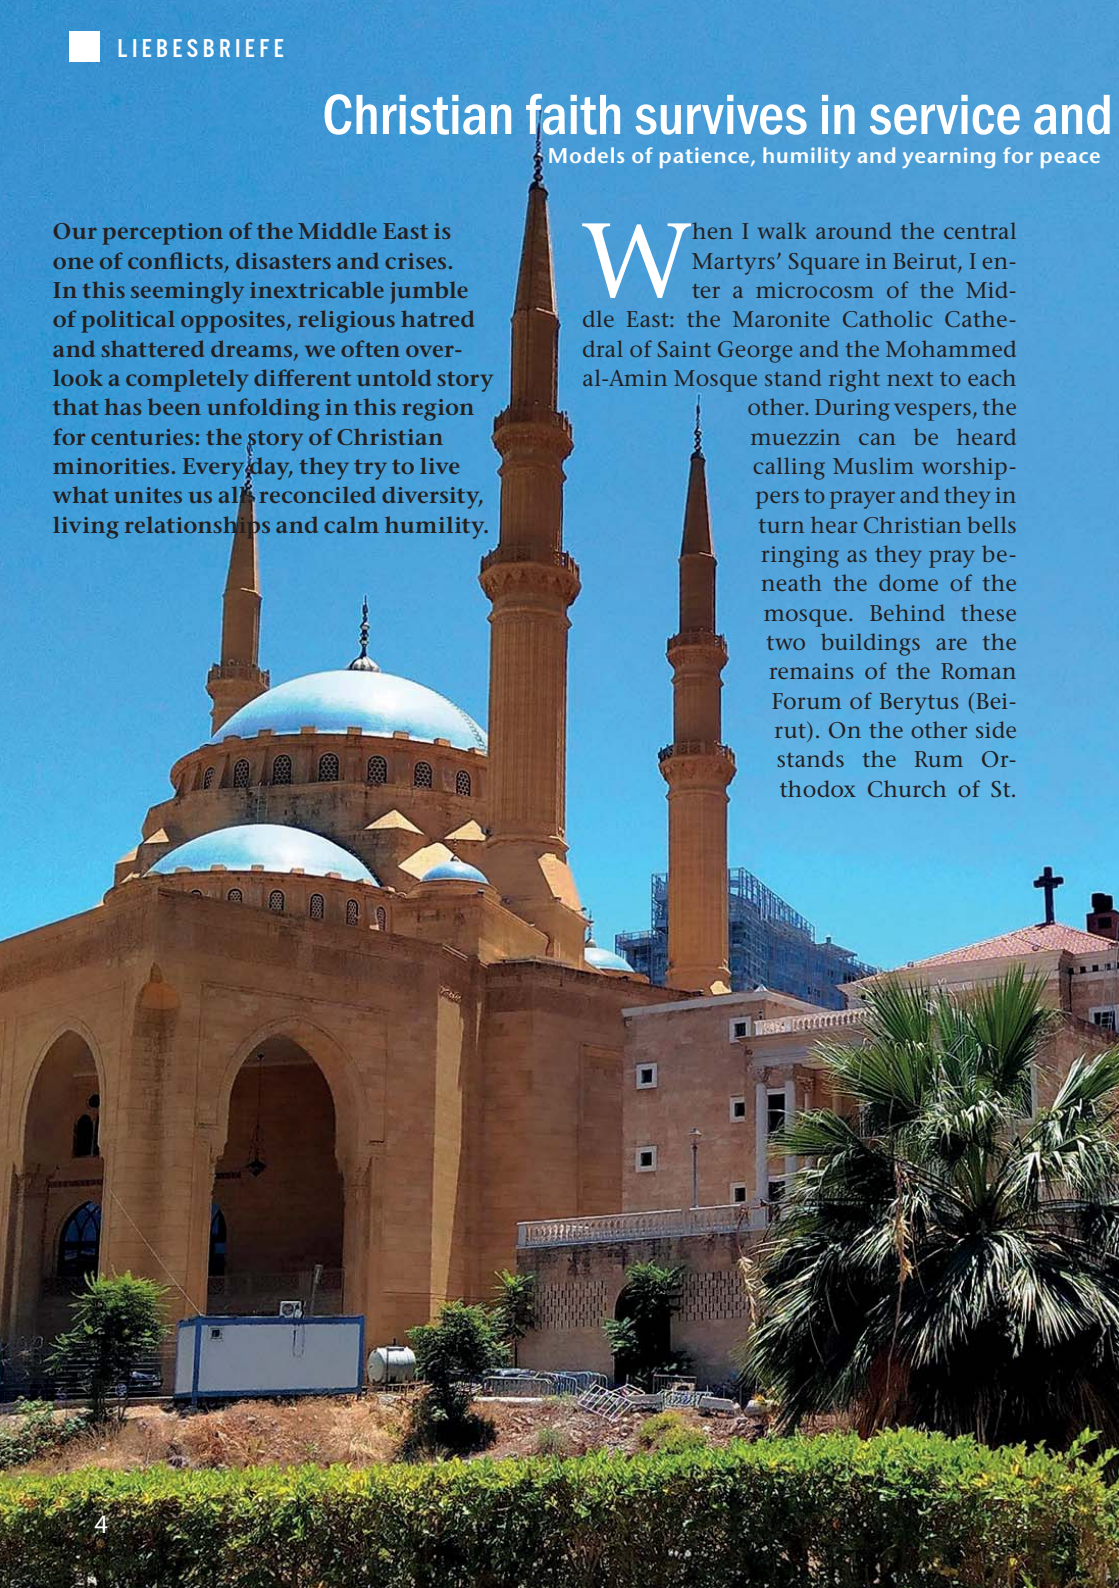 LIEBESBRIEFE
Christian faith survives in service and
Models of patience, humility and yearning for peace
Our perception of the Middle East is
one of conflicts, disasters and crises.
In this seemingly inextricable jumble
of political opposites, religious hatred
and shattered dreams, we often over-
look a completely different untold story
that has been unfolding in this region
for centuries: the story of Christian
minorities. Every day, they try to live
what unites us all: reconciled diversity,
living relationships and calm humility.
When I walk around the central
Martyrs’ Square in Beirut, I en-
ter a microcosm of the Mid-
dle East: the Maronite Catholic Cathe-
dral of Saint George and the Mohammed
al-Amin Mosque stand right next to each
other. During vespers, the
muezzin can be heard
calling Muslim worship-
pers to prayer and they in
turn hear Christian bells
ringing as they pray be-
neath the dome of the
mosque. Behind these
two buildings are the
remains of the Roman
Forum of Berytus (Bei-
rut). On the other side
stands the Rum Or-
thodox Church of St.
4